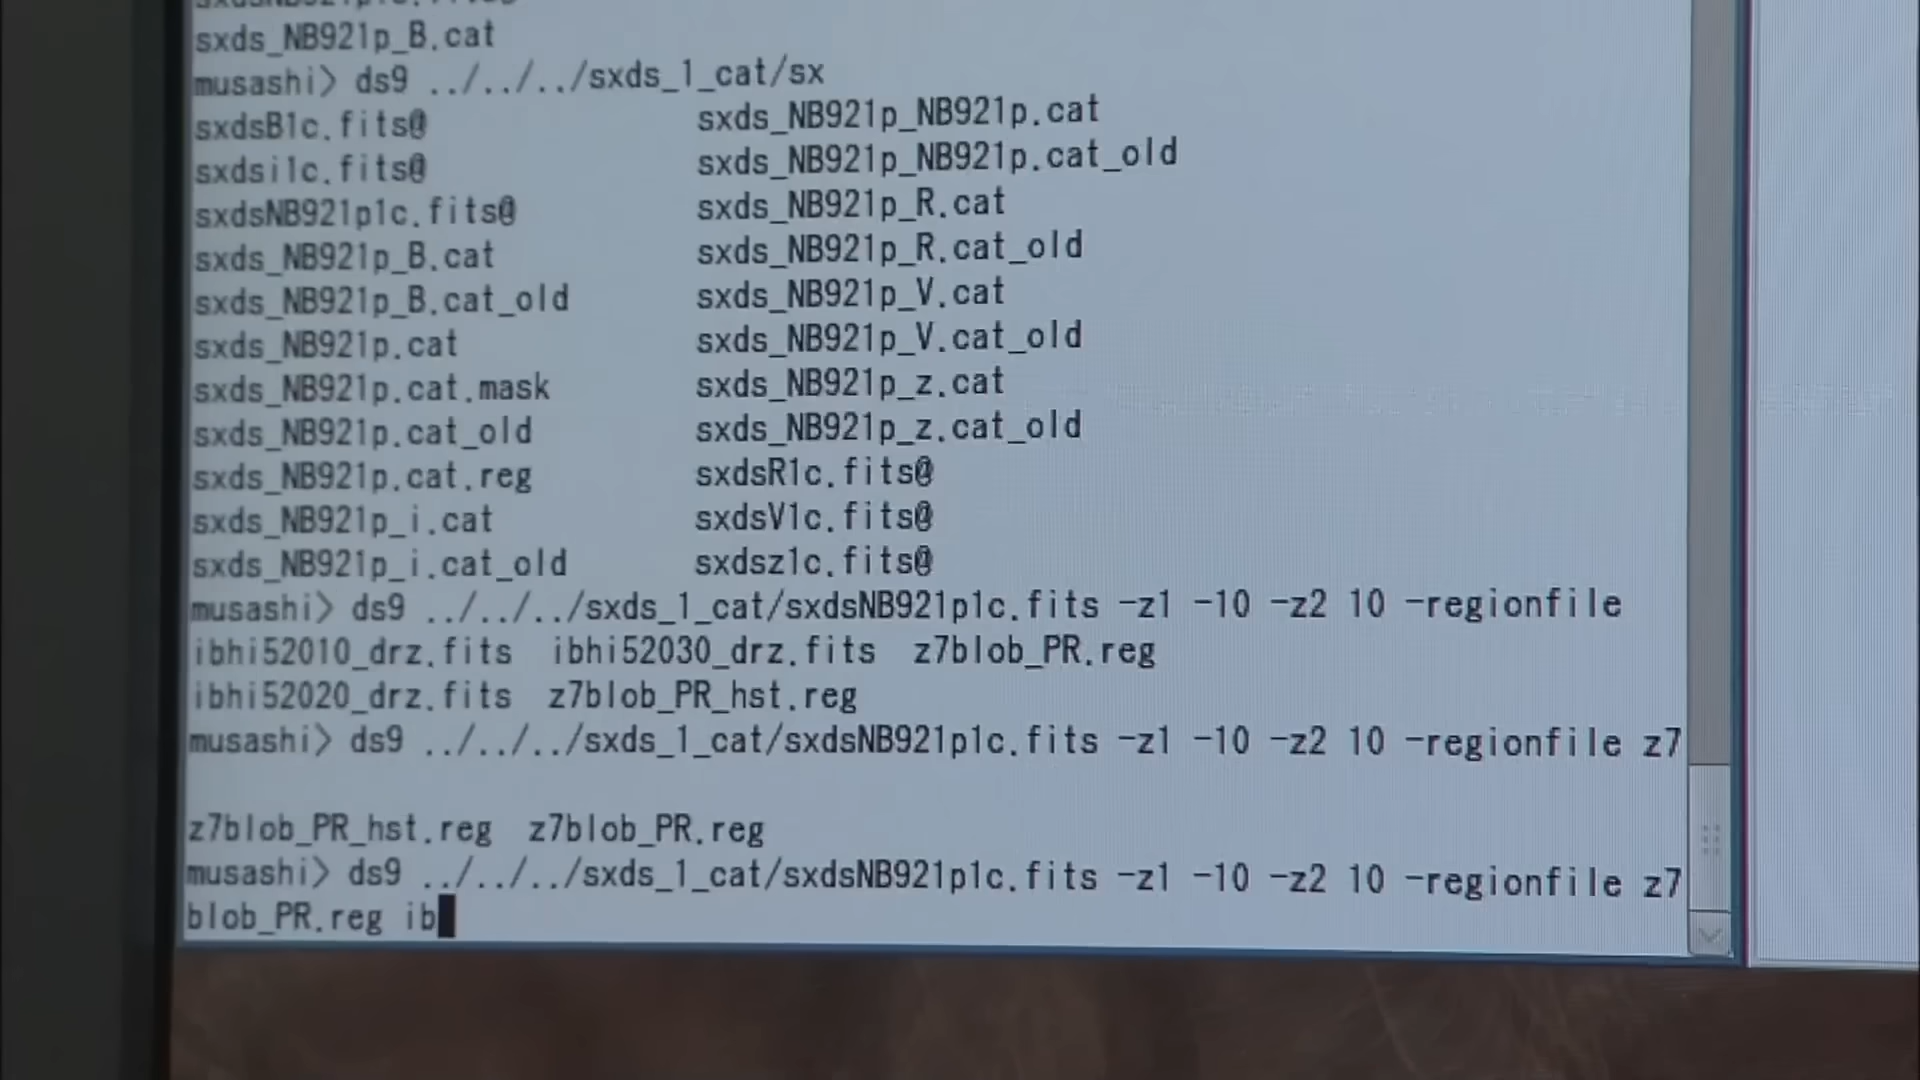 sxds_NB921p_B.cat
musashi> ds9 ../../../sxds_1_cat/sx
sxdsB1c.fits@ sxds_NB921p_NB921p.cat
sxdsi1c.fits@ sxds_NB921p_NB921p.cat_old
sxdsNB921p1c.fits@ sxds_NB921p_R.cat
sxds_NB921p_B.cat sxds_NB921p_R.cat_old
sxds_NB921p_B.cat_old sxds_NB921p_V.cat
sxds_NB921p.cat sxds_NB921p_V.cat_old
sxds_NB921p.cat.mask sxds_NB921p_z.cat
sxds_NB921p.cat_old sxds_NB921p_z.cat_old
sxds_NB921p.cat.reg sxdsR1c.fits@
sxds_NB921p_i.cat sxdsV1c.fits@
sxds_NB921p_i.cat_old sxdsz1c.fits@
musashi> ds9 ../../../sxds_1_cat/sxdsNB921p1c.fits -z1 -10 -z2 10 -regionfile
ibhi52010_drz.fits ibhi52030_drz.fits z7blob_PR.reg
ibhi52020_drz.fits z7blob_PR_hst.reg
musashi> ds9 ../../../sxds_1_cat/sxdsNB921p1c.fits -z1 -10 -z2 10 -regionfile z7
z7blob_PR_hst.reg z7blob_PR.reg
musashi> ds9 ../../../sxds_1_cat/sxdsNB921p1c.fits -z1 -10 -z2 10 -regionfile z7
blob_PR.reg ib